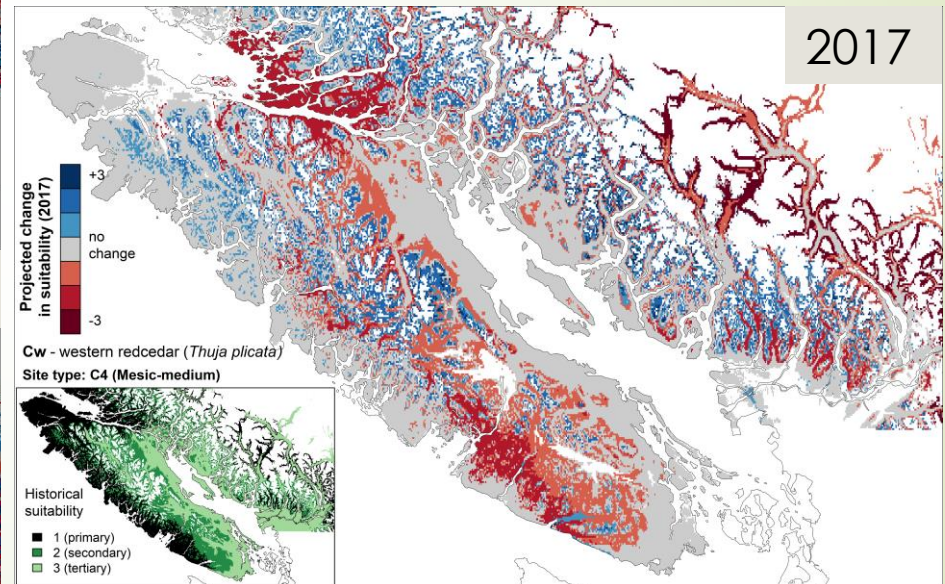 2017
Projected change
in suitability (2017)
+3
no
change
-3
Cw - western redcedar (Thuja plicata)
Site type: C4 (Mesic-medium)
Historical
suitability
1 (primary)
2 (secondary)
3 (tertiary)